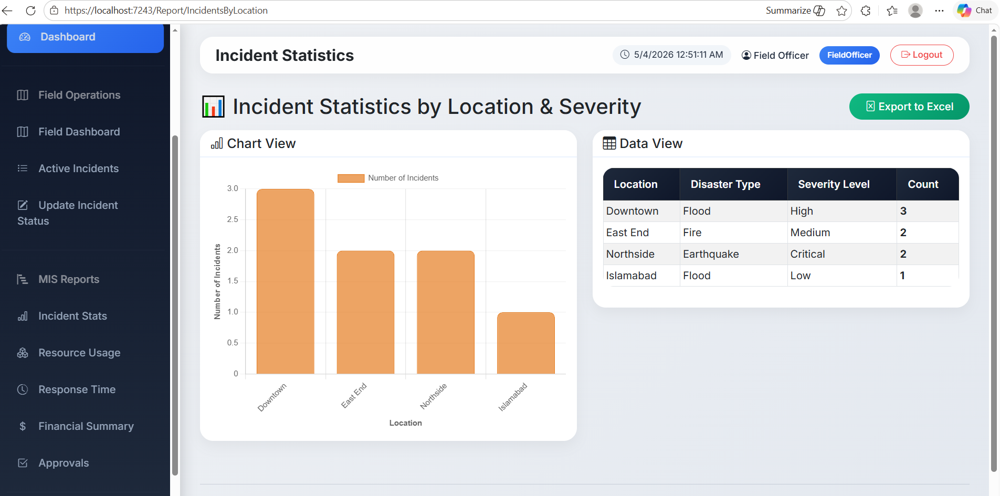 https://localhost:7243/Report/IncidentsByLocation
Summarize
Chat
Dashboard
Field Operations
Field Dashboard
Active Incidents
Update Incident
Status
MIS Reports
Incident Stats
Resource Usage
Response Time
$ Financial Summary
Approvals
Incident Statistics
5/4/2026 12:51:11 AM
Field Officer
FieldOfficer
Logout
Incident Statistics by Location & Severity
Export to Excel
Chart View
Number of Incidents
3.0
2.5
2.0
1.5
1.0
0.5
0
Number of Incidents
Downtown
East End
Northside
Islamabad
Location
Data View
Location Disaster Type Severity Level Count
Downtown Flood High 3
East End Fire Medium 2
Northside Earthquake Critical 2
Islamabad Flood Low 1